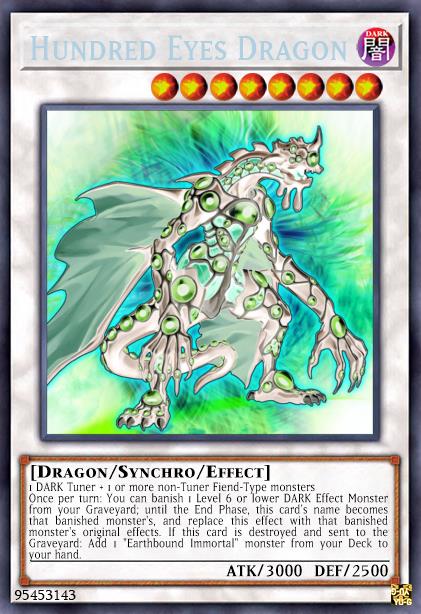 HUNDRED EYES DRAGON
DARK
闇
[DRAGON/SYNCHRO/EFFECT]
1 DARK Tuner + 1 or more non-Tuner Fiend-Type monsters
Once per turn: You can banish 1 Level 6 or lower DARK Effect Monster
from your Graveyard; until the End Phase, this card's name becomes
that banished monster's, and replace this effect with that banished
monster's original effects. If this card is destroyed and sent to the
Graveyard: Add 1 "Earthbound Immortal" monster from your Deck to
your hand.
ATK/3000 DEF/2500
95453143